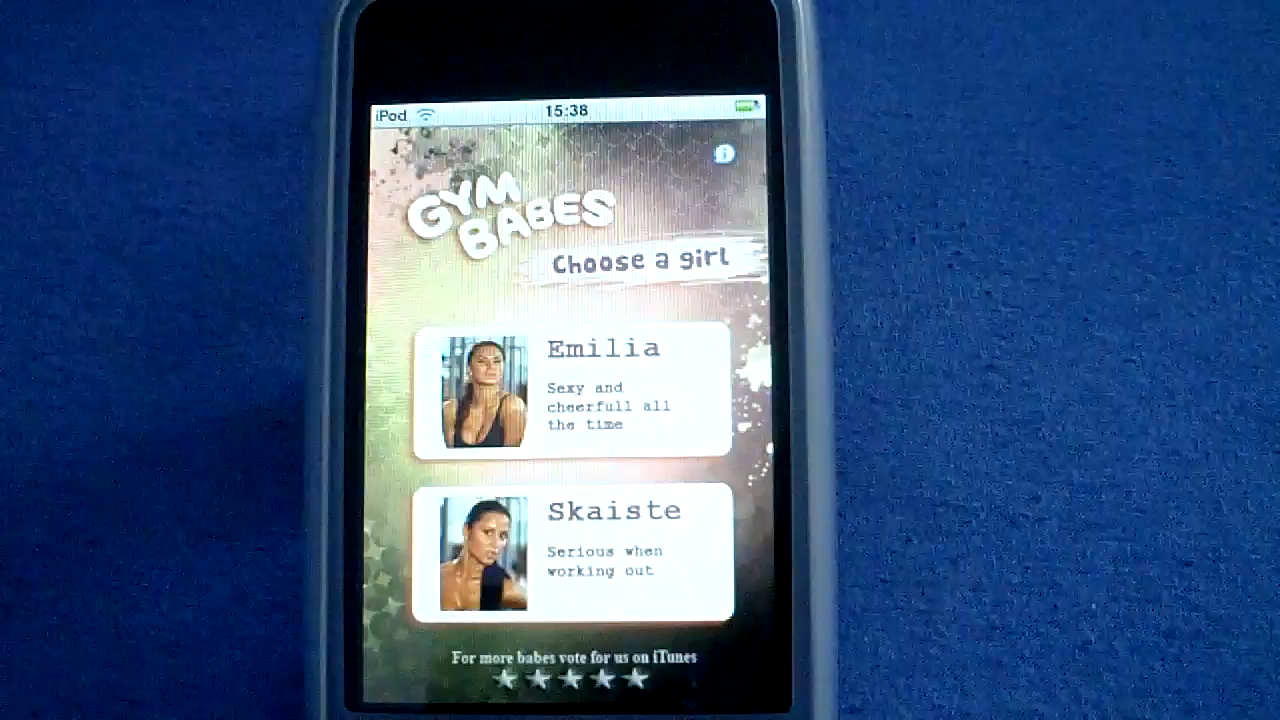 iPod 15:38
GYM
BABES
Choose a girl
Emilia
Sexy and
cheerfull all
the time
Skaiste
Serious when
working out
For more babes vote for us on iTunes